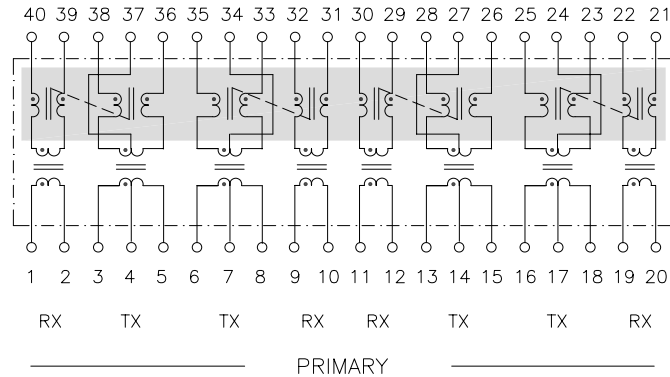 40 39 38 37 36 35 34 33 32 31 30 29 28 27 26 25 24 23 22 21
1 2 3 4 5 6 7 8 9 10 11 12 13 14 15 16 17 18 19 20
RX TX TX RX RX TX TX RX
PRIMARY